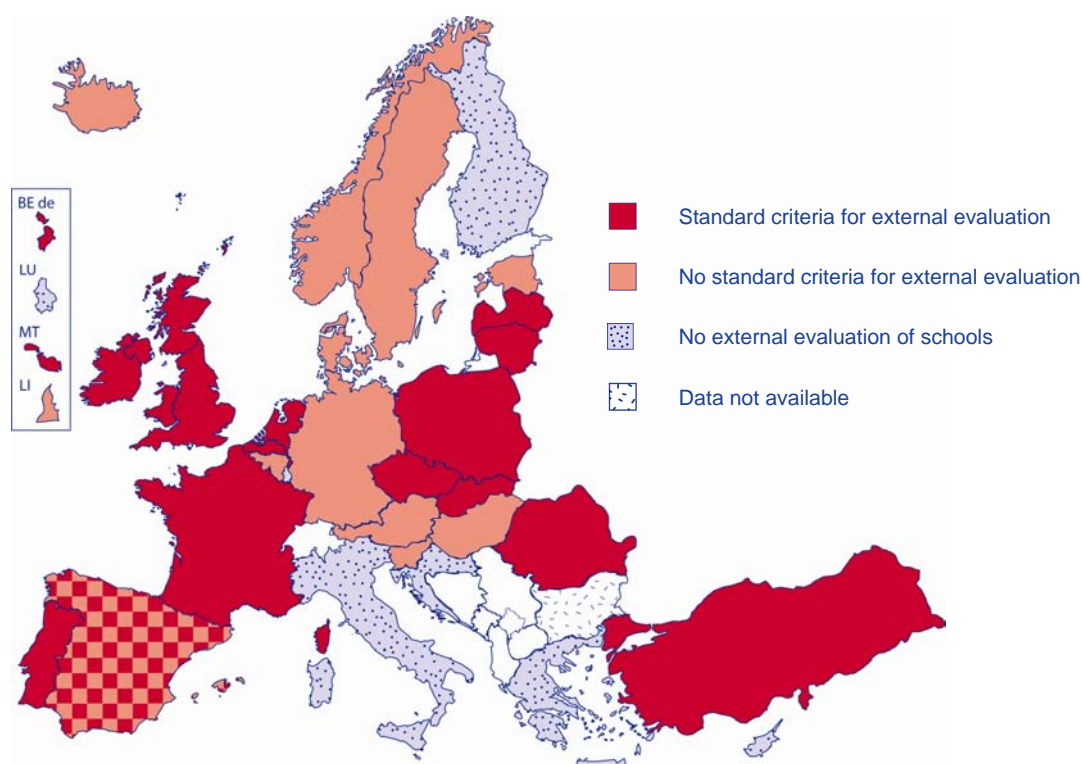 BE de
LU
MT
LI
Standard criteria for external evaluation
No standard criteria for external evaluation
No external evaluation of schools
Data not available